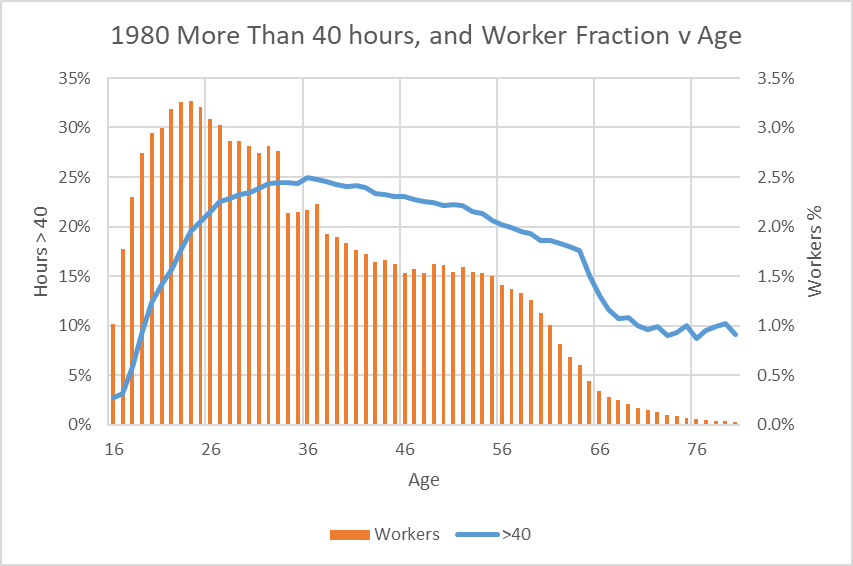 1980 More Than 40 hours, and Worker Fraction v Age
35%
30%
25%
20%
15%
10%
5%
0%
Hours > 40
3.5%
3.0%
2.5%
2.0%
1.5%
1.0%
0.5%
0.0%
Workers %
16 26 36 46 56 66 76
Age
Workers >40